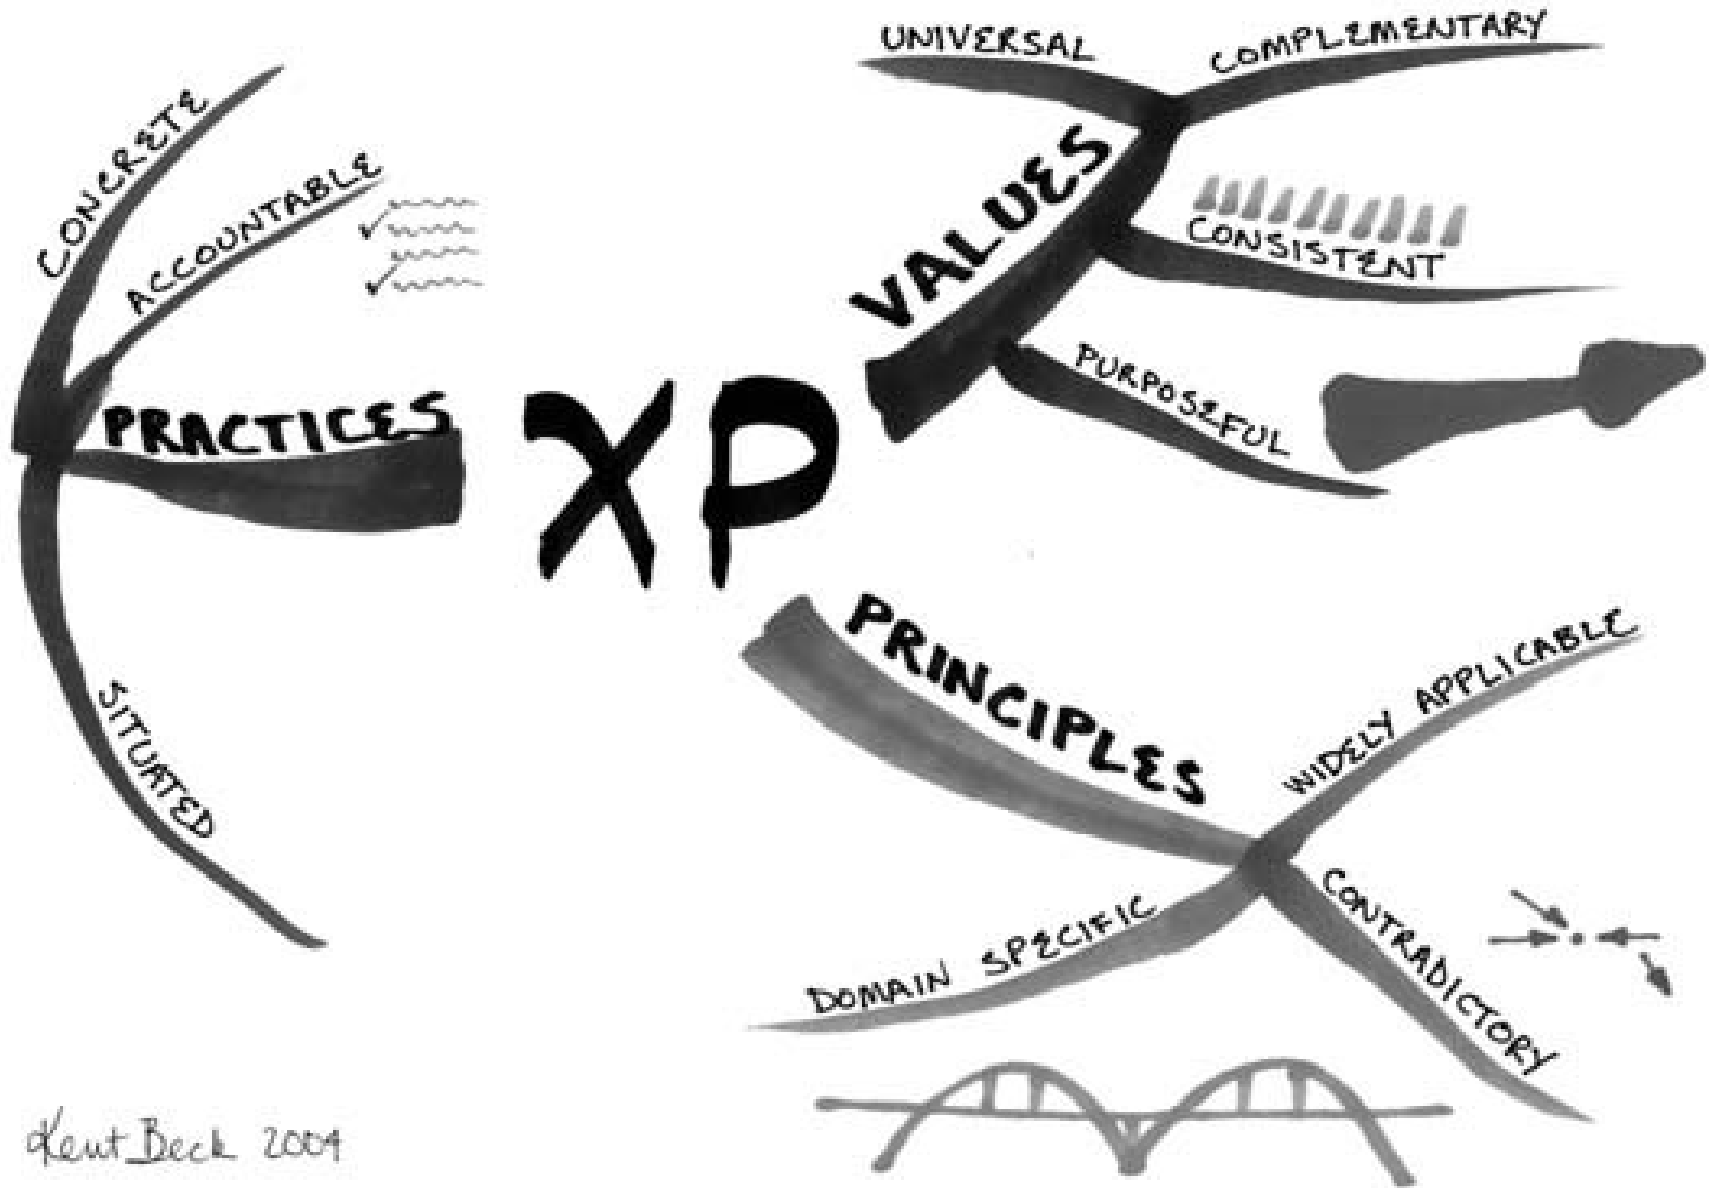 UNIVERSAL
COMPLEMENTARY
CONCRETE
ACCOUNTABLE
VALUES
CONSISTENT
PURPOSEFUL
PRACTICES
XP
PRINCIPLES
WIDELY APPLICABLE
SITUATED
CONTRADICTORY
DOMAIN SPECIFIC
Kent Beck 2004